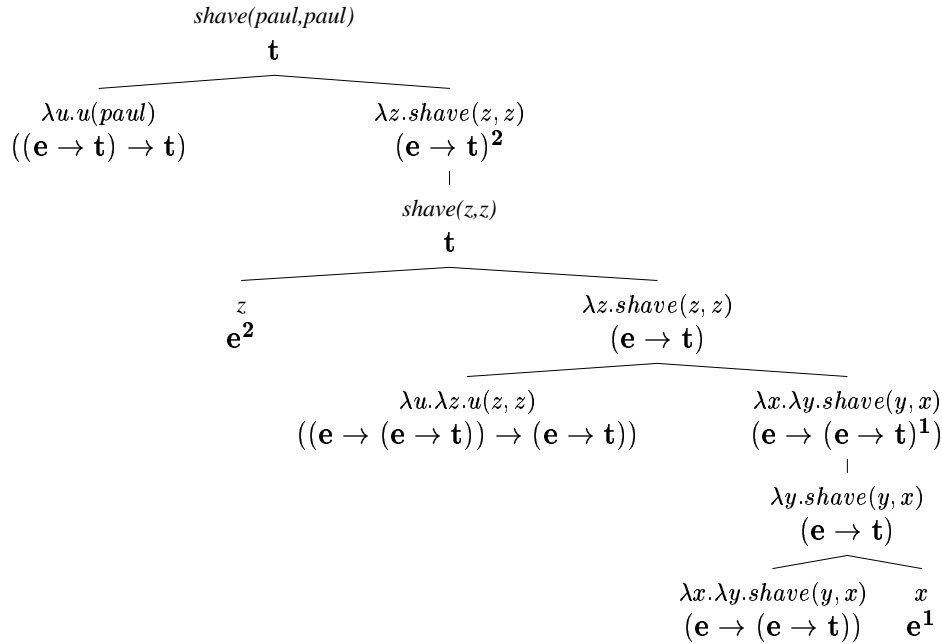 shave(paul,paul)
t
λu.u(paul) λz.shave(z, z)
((e → t) → t) (e → t)²
shave(z,z)
t
z λz.shave(z, z)
e² (e → t)
λu.λz.u(z, z) λx.λy.shave(y, x)
((e → (e → t)) → (e → t)) (e → (e → t)¹)
λy.shave(y, x)
(e → t)
λx.λy.shave(y, x) x
(e → (e → t)) e¹